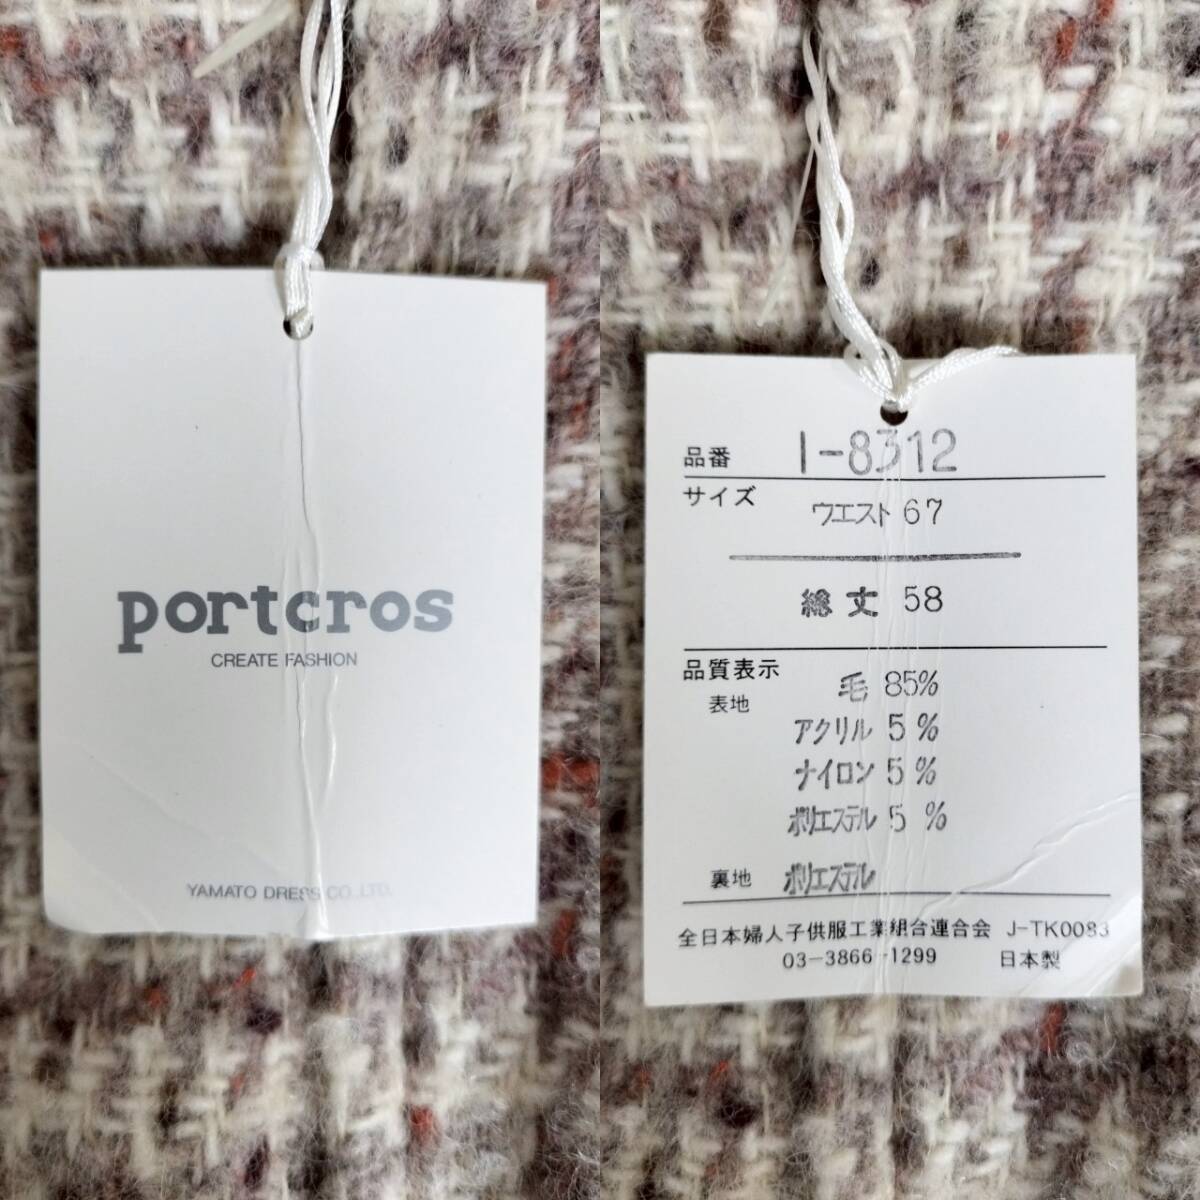 portcros
CREATE FASHION
YAMATO DRESS CO.,LTD.
品番 I-8312
サイズ ウエスト 67
総丈 58
品質表示
表地 毛 85%
アクリル 5%
ナイロン 5%
ポリエステル 5 %
裏地 ポリエステル
全日本婦人子供服工業組合連合会 J-TK0083
03-3866-1299 日本製